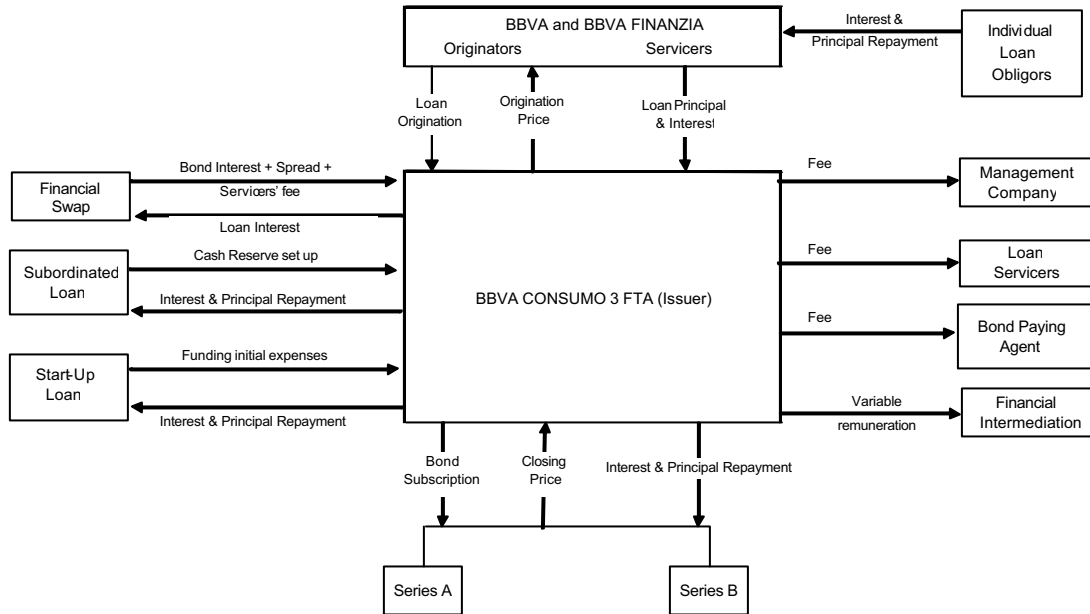 BBVA and BBVA FINANZIA
Originators
Servicers
Interest &
Principal Repayment
Individual
Loan
Obligors
Loan
Origination
Origination
Price
Loan Principal
& Interest
Financial
Swap
Bond Interest + Spread +
Servicers' fee
Loan Interest
Subordinated
Loan
Cash Reserve set up
Interest & Principal Repayment
Start-Up
Loan
Funding initial expenses
Interest & Principal Repayment
BBVA CONSUMO 3 FTA (Issuer)
Fee
Management
Company
Fee
Loan
Servicers
Fee
Bond Paying
Agent
Variable
remuneration
Financial
Intermediation
Bond
Subscription
Closing
Price
Interest & Principal Repayment
Series A
Series B